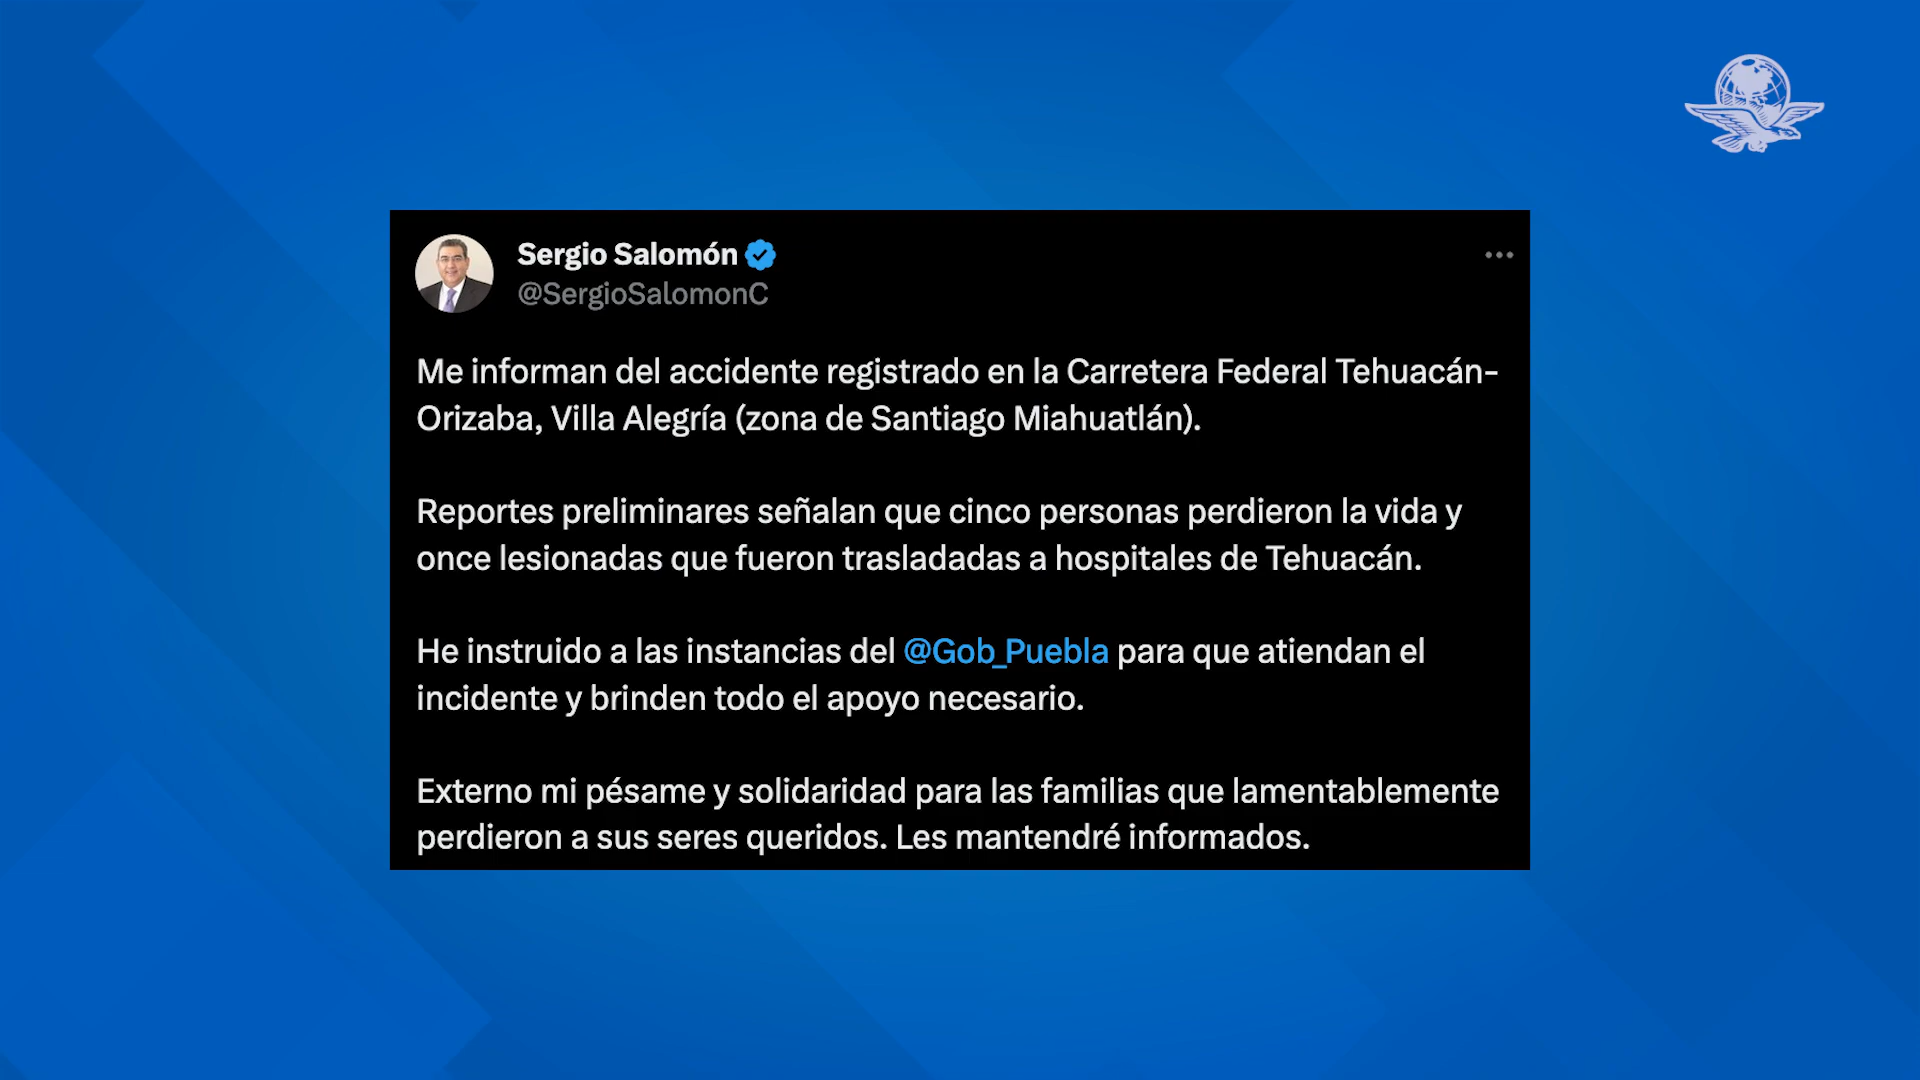 Sergio Salomón
@SergioSalomonC
Me informan del accidente registrado en la Carretera Federal Tehuacán-
Orizaba, Villa Alegría (zona de Santiago Miahuatlán).
Reportes preliminares señalan que cinco personas perdieron la vida y
once lesionadas que fueron trasladadas a hospitales de Tehuacán.
He instruido a las instancias del @Gob_Puebla para que atiendan el
incidente y brinden todo el apoyo necesario.
Externo mi pésame y solidaridad para las familias que lamentablemente
perdieron a sus seres queridos. Les mantendré informados.